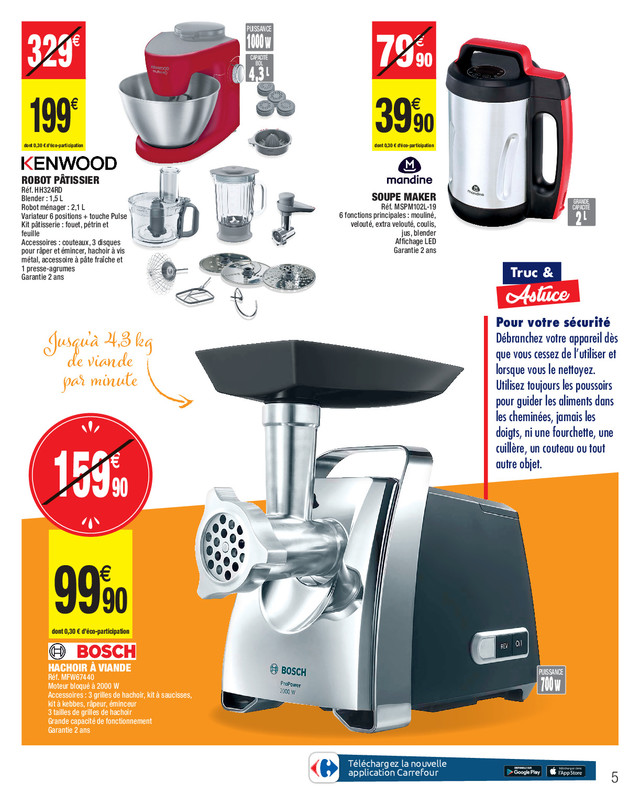 329€
199€
dont 0,30 € d'éco-participation
KENWOOD
ROBOT PÂTISSIER
Réf. HH324RD
Blender : 1,5 L
Robot ménager : 2,1 L
Variateur 6 positions + touche Pulse
Kit pâtisserie : fouet, pétrin et
feuille
Accessoires : couteaux, 3 disques
pour râper et émincer, hachoir à vis
métal, accessoire à pâte fraîche et
1 presse-agrumes
Garantie 2 ans
KENWOOD
PUISSANCE
1000 W
CAPACITÉ
BOL
4,3 L
79€90
39€90
dont 0,30 € d'éco-participation
mandine
SOUPE MAKER
Réf. MSPM102L-19
6 fonctions principales : mouliné,
velouté, extra velouté, coulis,
jus, blender
Affichage LED
Garantie 2 ans
mandine
GRANDE
CAPACITÉ
2 L
Truc &
Astuce
Pour votre sécurité
Débranchez votre appareil dès
que vous cessez de l'utiliser et
lorsque vous le nettoyez.
Utilisez toujours les poussoirs
pour guider les aliments dans
les cheminées, jamais les
doigts, ni une fourchette, une
cuillère, un couteau ou tout
autre objet.
Jusqu'à 4,3 kg
de viande
par minute
159€90
99€90
dont 0,30 € d'éco-participation
BOSCH
HACHOIR À VIANDE
Réf. MFW67440
Moteur bloqué à 2000 W
Accessoires : 3 grilles de hachoir, kit à saucisses,
kit à kebbes, râpeur, éminceur
3 tailles de grilles de hachoir
Grande capacité de fonctionnement
Garantie 2 ans
BOSCH
ProPower
2000 W
REV
0/I
PUISSANCE
700 W
Téléchargez la nouvelle
application Carrefour
Google Play
App Store
5